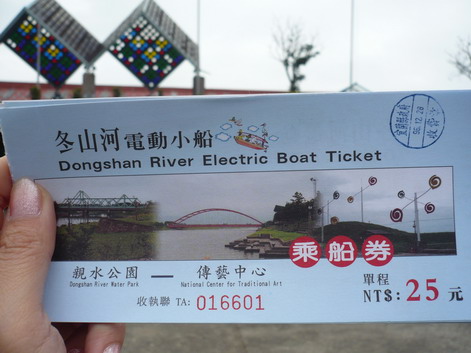 冬山河電動小船
Dongshan River Electric Boat Ticket
乘船券
親水公園 — 傳藝中心
Dongshan River Water Park National Center for Traditional Art
單程
收執聯 TA: 016601
NT$: 25 元